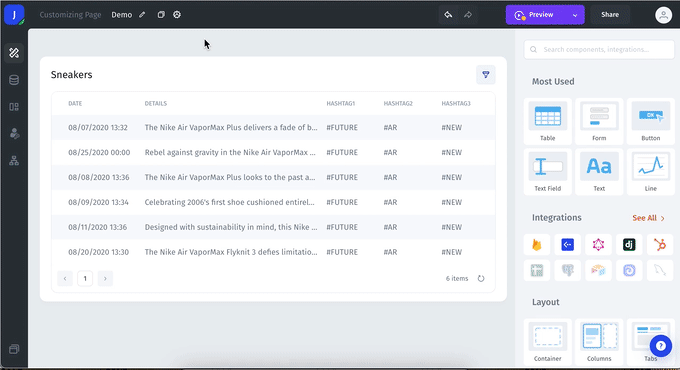 J Customizing Page Demo Preview Share
Search components, integrations...
Sneakers
Most Used
DATE DETAILS HASHTAG1 HASHTAG2 HASHTAG3
08/07/2020 13:32 The Nike Air VaporMax Plus delivers a fade of b... #FUTURE #AR #NEW
08/25/2020 00:00 Rebel against gravity in the Nike Air VaporMax ... #FUTURE #AR #NEW
08/08/2020 13:36 The Nike Air VaporMax Plus looks to the past a... #FUTURE #AR #NEW
08/09/2020 13:34 Celebrating 2006's first shoe cushioned entirel... #FUTURE #AR #NEW
08/11/2020 13:36 Designed with sustainability in mind, this Nike ... #FUTURE #AR #NEW
08/20/2020 13:30 The Nike Air VaporMax Flyknit 3 defies limitatio... #FUTURE #AR #NEW
1 6 items
Table Form OK Button
Text Field Aa Text Line
Integrations See All
dj
Layout
Container Columns Tabs
?